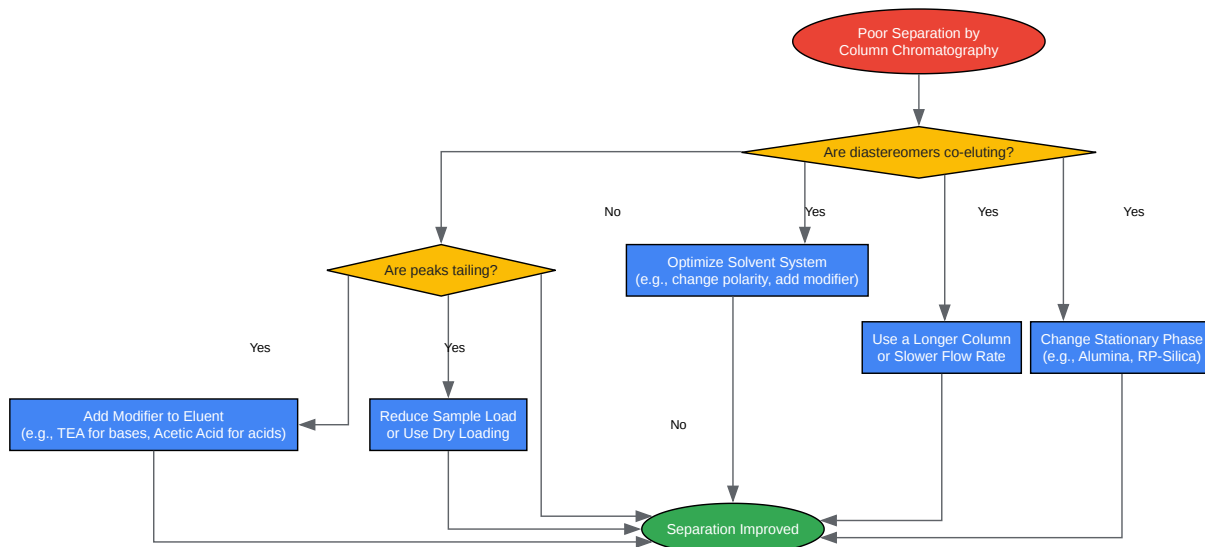 Poor Separation by
Column Chromatography
Are diastereomers co-eluting?
No
Yes
Yes
Yes
Are peaks tailing?
Optimize Solvent System
(e.g., change polarity, add modifier)
Use a Longer Column
or Slower Flow Rate
Change Stationary Phase
(e.g., Alumina, RP-Silica)
Yes
Yes
No
Add Modifier to Eluent
(e.g., TEA for bases, Acetic Acid for acids)
Reduce Sample Load
or Use Dry Loading
Separation Improved